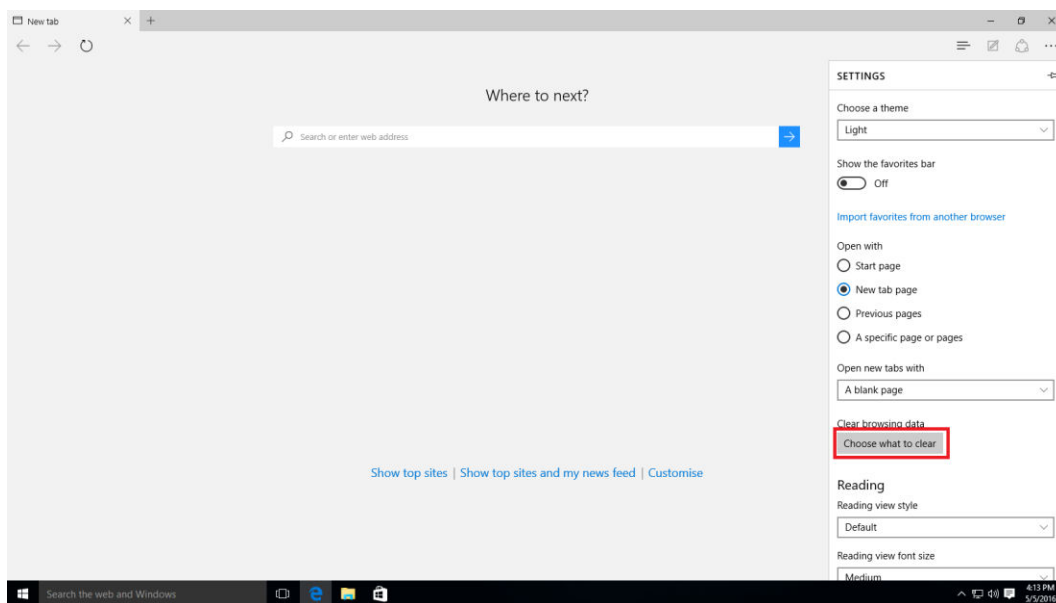 New tab
SETTINGS
Where to next?
Search or enter web address
Choose a theme
Light
Show the favorites bar
Off
Import favorites from another browser
Open with
Start page
New tab page
Previous pages
A specific page or pages
Open new tabs with
A blank page
Clear browsing data
Choose what to clear
Show top sites | Show top sites and my news feed | Customise
Reading
Reading view style
Default
Reading view font size
Medium
Search the web and Windows
4:13 PM
5/5/2016